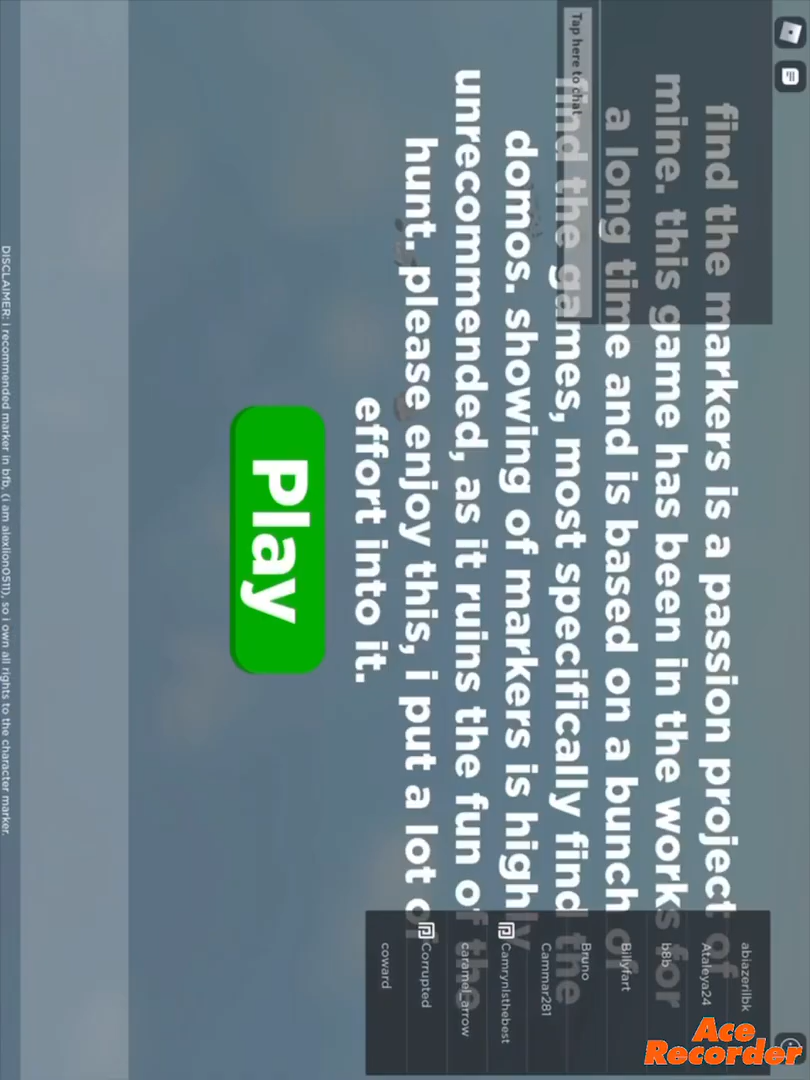 Tap here to chat
find the markers is a passion project of
mine. this game has been in the works for
a long time and is based on a bunch of
find the games, most specifically find the
domos. showing of markers is highly
unrecommended, as it ruins the fun of the
hunt. please enjoy this, i put a lot of
effort into it.
Play
DISCLAIMER: i recommended marker in bfb, (i am alexlion0511), so i own all rights to the character marker.
abiazerilbk
Ataleya24
b8b
Billyfart
Bruno
Cammar281
CamrynIsthebest
caramel_arrow
Corrupted
coward
Ace
Recorder